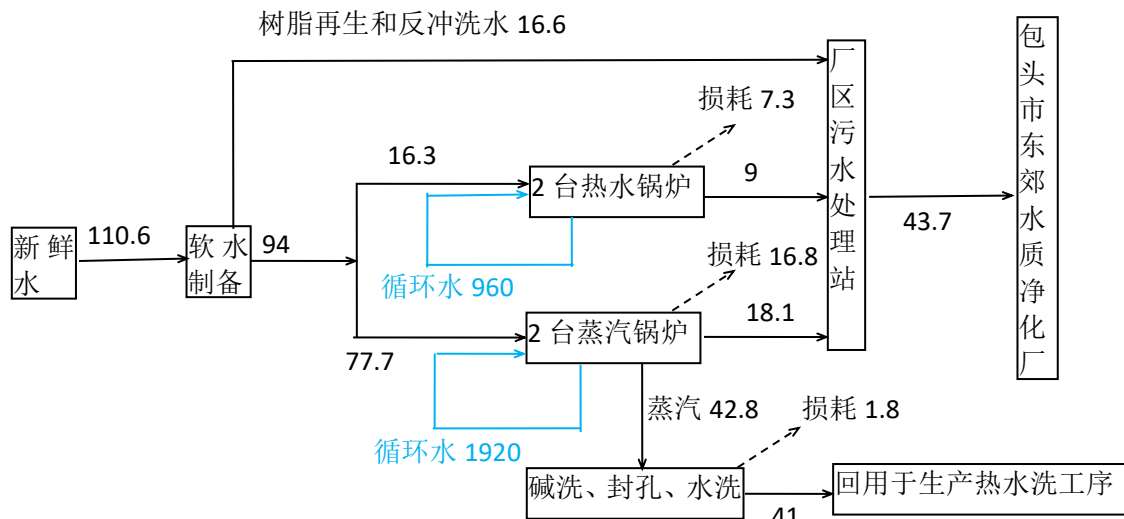 树脂再生和反冲洗水 16.6
损耗 7.3
16.3
2 台热水锅炉
9
厂区污水处理站
43.7
包头市东郊水质净化厂
新鲜水
110.6
软水制备
94
循环水 960
损耗 16.8
2 台蒸汽锅炉
18.1
77.7
循环水 1920
蒸汽 42.8
损耗 1.8
碱洗、封孔、水洗
41
回用于生产热水洗工序